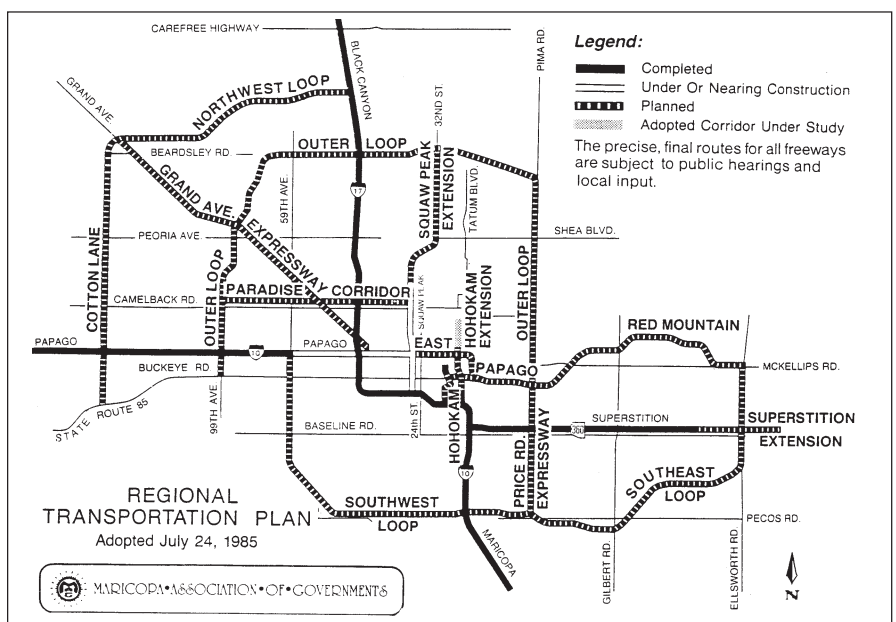 CAREFREE HIGHWAY
BLACK CANYON
PIMA RD.
Legend:
Completed
Under Or Nearing Construction
Planned
Adopted Corridor Under Study
The precise, final routes for all freeways
are subject to public hearings and
local input.
GRAND AVE
NORTHWEST LOOP
32ND ST.
BEARDSLEY RD.
OUTER LOOP
17
59TH AVE.
SQUAW PEAK
EXTENSION
TATUM BLVD.
GRAND AVE. EXPRESSWAY
PEORIA AVE.
SHEA BLVD.
COTTON LANE
OUTER LOOP
PARADISE CORRIDOR
CAMELBACK RD.
SQUAW PEAK
HOHOKAM
EXTENSION
OUTER LOOP
RED MOUNTAIN
PAPAGO
10
PAPAGO
EAST
PAPAGO
MCKELLIPS RD.
BUCKEYE RD.
STATE ROUTE 85
99TH AVE.
BASELINE RD.
24th ST.
HOHOKAM
SUPERSTITION
360
SUPERSTITION
EXTENSION
10
PRICE RD.
EXPRESSWAY
SOUTHEAST
LOOP
SOUTHWEST
LOOP
PECOS RD.
MARICOPA
GILBERT RD.
ELLSWORTH RD.
N
REGIONAL
TRANSPORTATION PLAN
Adopted July 24, 1985
MARICOPA•ASSOCIATION•OF•GOVERNMENTS